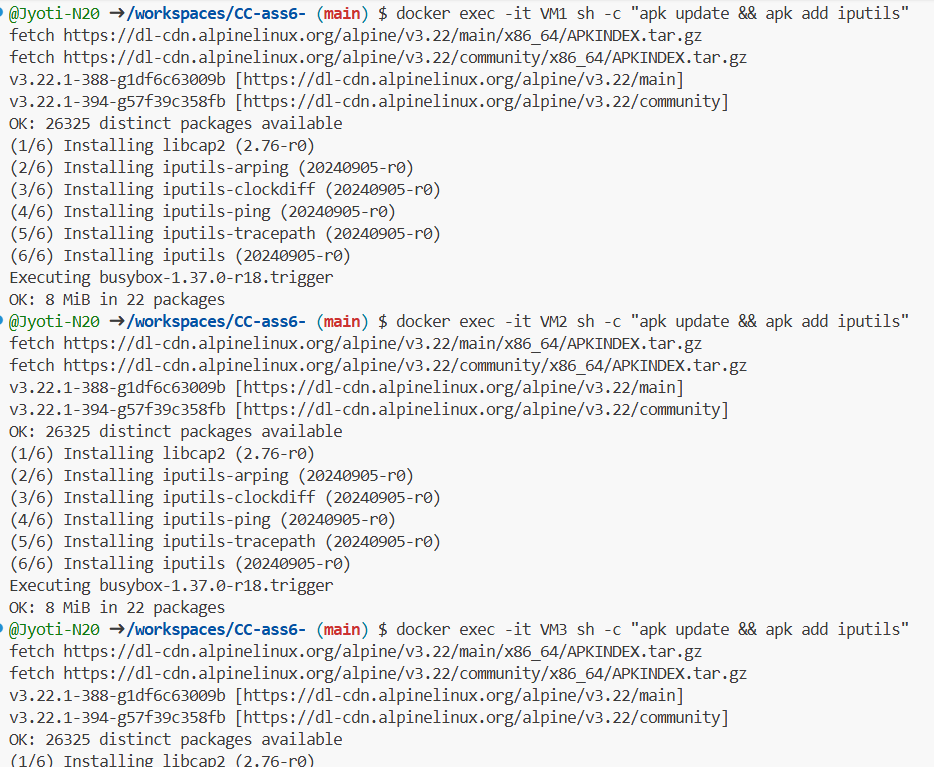 @Jyoti-N20 ➜/workspaces/CC-ass6- (main) $ docker exec -it VM1 sh -c "apk update && apk add iputils"
fetch https://dl-cdn.alpinelinux.org/alpine/v3.22/main/x86_64/APKINDEX.tar.gz
fetch https://dl-cdn.alpinelinux.org/alpine/v3.22/community/x86_64/APKINDEX.tar.gz
v3.22.1-388-g1df6c63009b [https://dl-cdn.alpinelinux.org/alpine/v3.22/main]
v3.22.1-394-g57f39c358fb [https://dl-cdn.alpinelinux.org/alpine/v3.22/community]
OK: 26325 distinct packages available
(1/6) Installing libcap2 (2.76-r0)
(2/6) Installing iputils-arping (20240905-r0)
(3/6) Installing iputils-clockdiff (20240905-r0)
(4/6) Installing iputils-ping (20240905-r0)
(5/6) Installing iputils-tracepath (20240905-r0)
(6/6) Installing iputils (20240905-r0)
Executing busybox-1.37.0-r18.trigger
OK: 8 MiB in 22 packages
@Jyoti-N20 ➜/workspaces/CC-ass6- (main) $ docker exec -it VM2 sh -c "apk update && apk add iputils"
fetch https://dl-cdn.alpinelinux.org/alpine/v3.22/main/x86_64/APKINDEX.tar.gz
fetch https://dl-cdn.alpinelinux.org/alpine/v3.22/community/x86_64/APKINDEX.tar.gz
v3.22.1-388-g1df6c63009b [https://dl-cdn.alpinelinux.org/alpine/v3.22/main]
v3.22.1-394-g57f39c358fb [https://dl-cdn.alpinelinux.org/alpine/v3.22/community]
OK: 26325 distinct packages available
(1/6) Installing libcap2 (2.76-r0)
(2/6) Installing iputils-arping (20240905-r0)
(3/6) Installing iputils-clockdiff (20240905-r0)
(4/6) Installing iputils-ping (20240905-r0)
(5/6) Installing iputils-tracepath (20240905-r0)
(6/6) Installing iputils (20240905-r0)
Executing busybox-1.37.0-r18.trigger
OK: 8 MiB in 22 packages
@Jyoti-N20 ➜/workspaces/CC-ass6- (main) $ docker exec -it VM3 sh -c "apk update && apk add iputils"
fetch https://dl-cdn.alpinelinux.org/alpine/v3.22/main/x86_64/APKINDEX.tar.gz
fetch https://dl-cdn.alpinelinux.org/alpine/v3.22/community/x86_64/APKINDEX.tar.gz
v3.22.1-388-g1df6c63009b [https://dl-cdn.alpinelinux.org/alpine/v3.22/main]
v3.22.1-394-g57f39c358fb [https://dl-cdn.alpinelinux.org/alpine/v3.22/community]
OK: 26325 distinct packages available
(1/6) Installing libcap2 (2.76-r0)